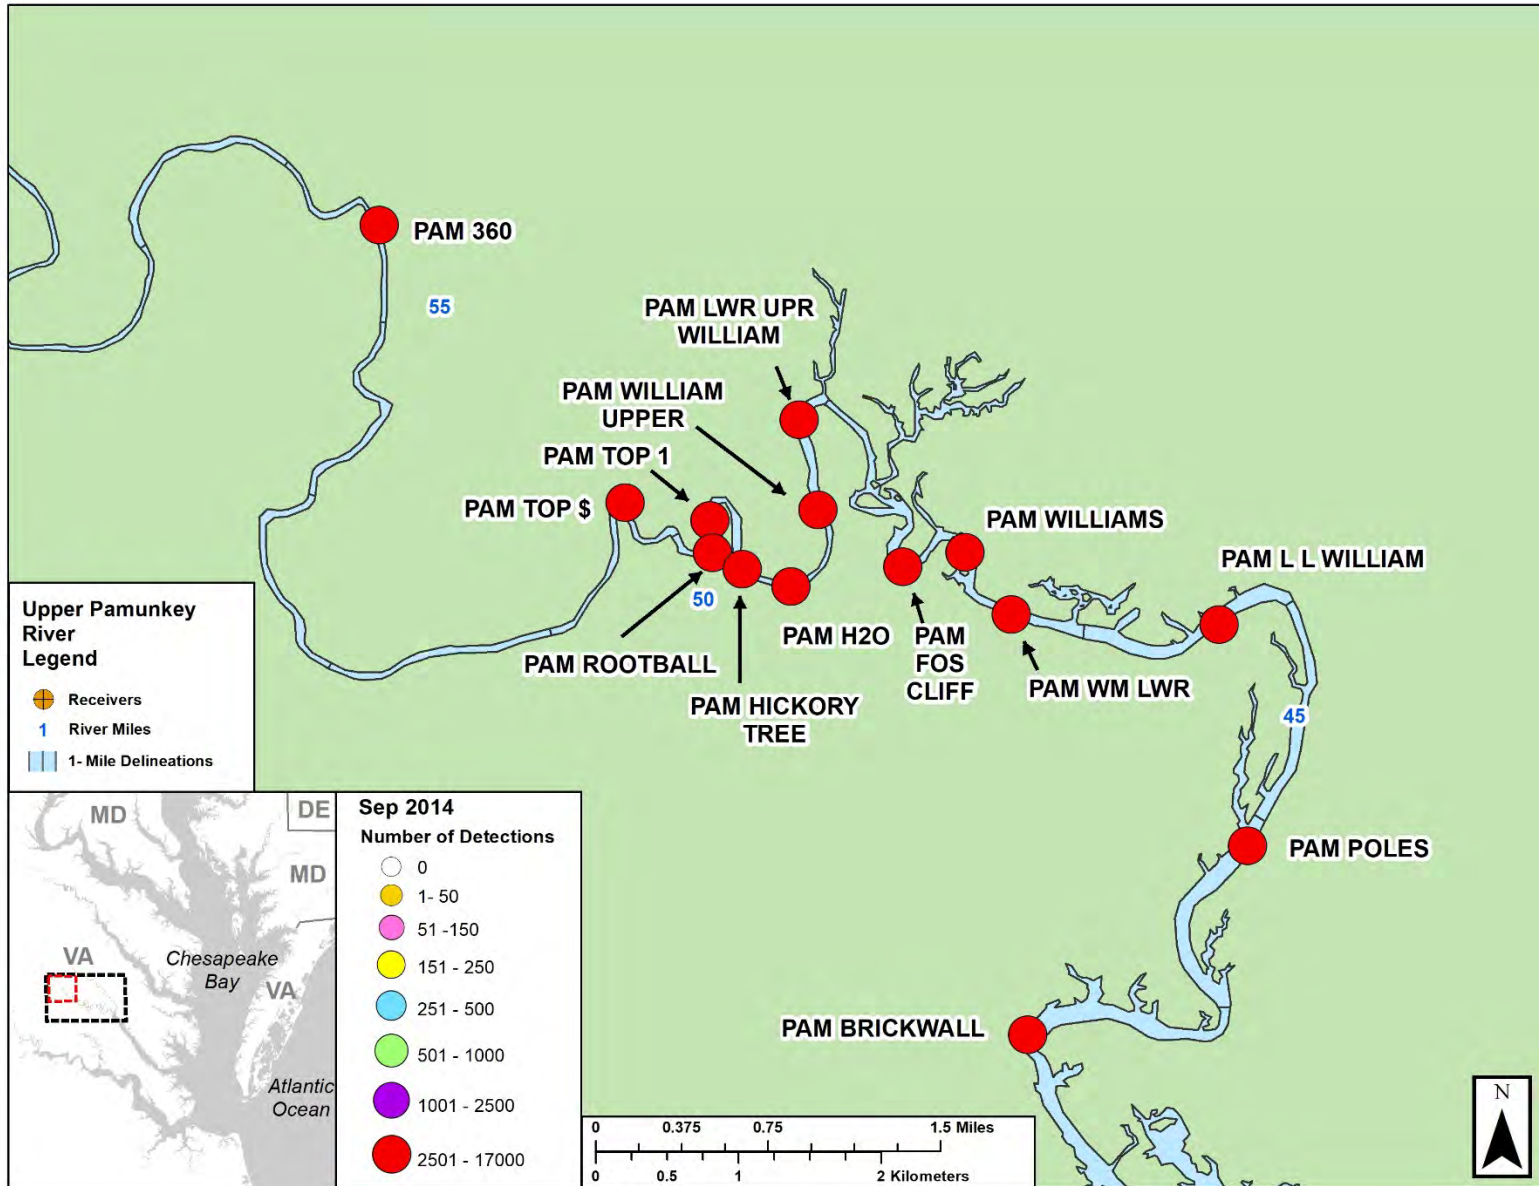 PAM 360
55
PAM LWR UPR
WILLIAM
PAM WILLIAM
UPPER
PAM TOP 1
PAM TOP $
PAM WILLIAMS
PAM L L WILLIAM
50
PAM H2O
PAM
FOS
CLIFF
PAM ROOTBALL
PAM WM LWR
PAM HICKORY
TREE
45
PAM POLES
PAM BRICKWALL
Upper Pamunkey
River
Legend
Receivers
1 River Miles
1- Mile Delineations
MD
DE
MD
VA
Chesapeake
Bay
VA
Atlantic
Ocean
Sep 2014
Number of Detections
0
1- 50
51 -150
151 - 250
251 - 500
501 - 1000
1001 - 2500
2501 - 17000
0 0.375 0.75 1.5 Miles
0 0.5 1 2 Kilometers
N